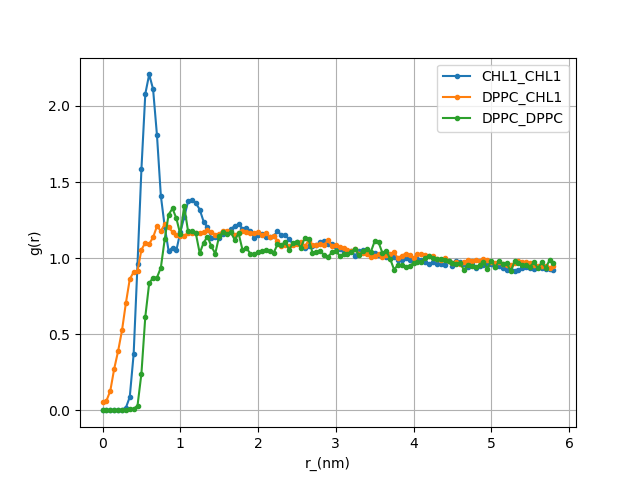 CHL1_CHL1
DPPC_CHL1
DPPC_DPPC
2.0
1.5
1.0
0.5
0.0
g(r)
0 1 2 3 4 5 6
r_(nm)